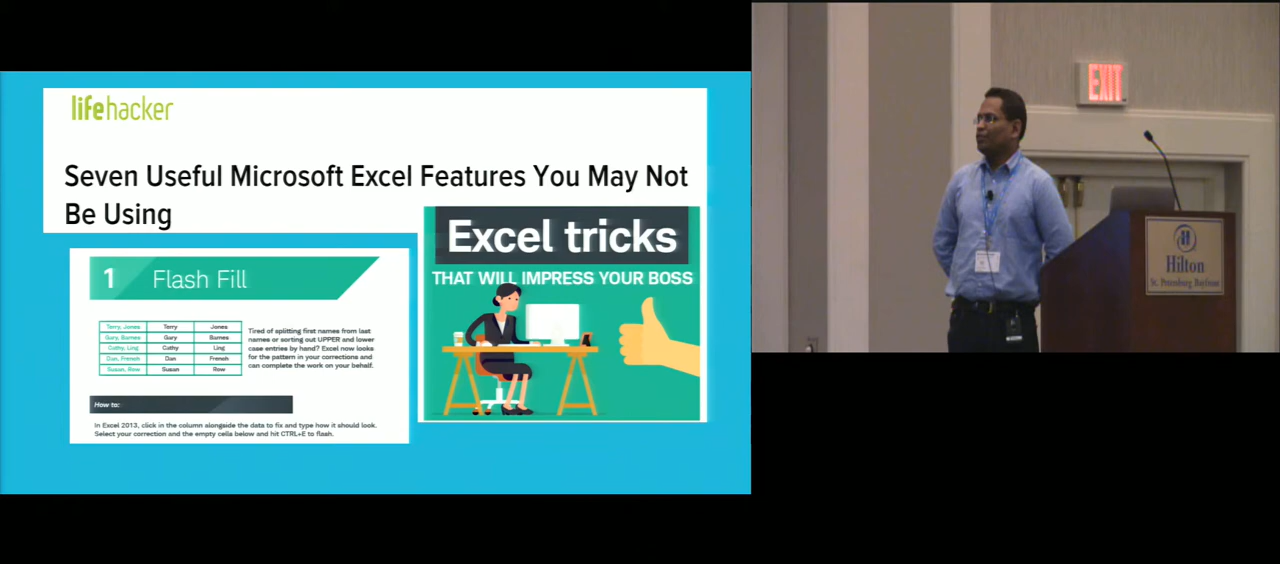 lifehacker
Seven Useful Microsoft Excel Features You May Not
Be Using
Excel tricks
THAT WILL IMPRESS YOUR BOSS
1 Flash Fill
Terry, Jones Terry Jones
Gary, Barnes Gary Barnes
Cathy, Ling Cathy Ling
Dan, French Dan French
Susan, Row Susan Row
Tired of splitting first names from last
names or sorting out UPPER and lower
case entries by hand? Excel now looks
for the pattern in your corrections and
can complete the work on your behalf.
How to:
In Excel 2013, click in the column alongside the data to fix and type how it should look.
Select your correction and the empty cells below and hit CTRL+E to flash.
EXIT
Hilton
St. Petersburg Bayfront